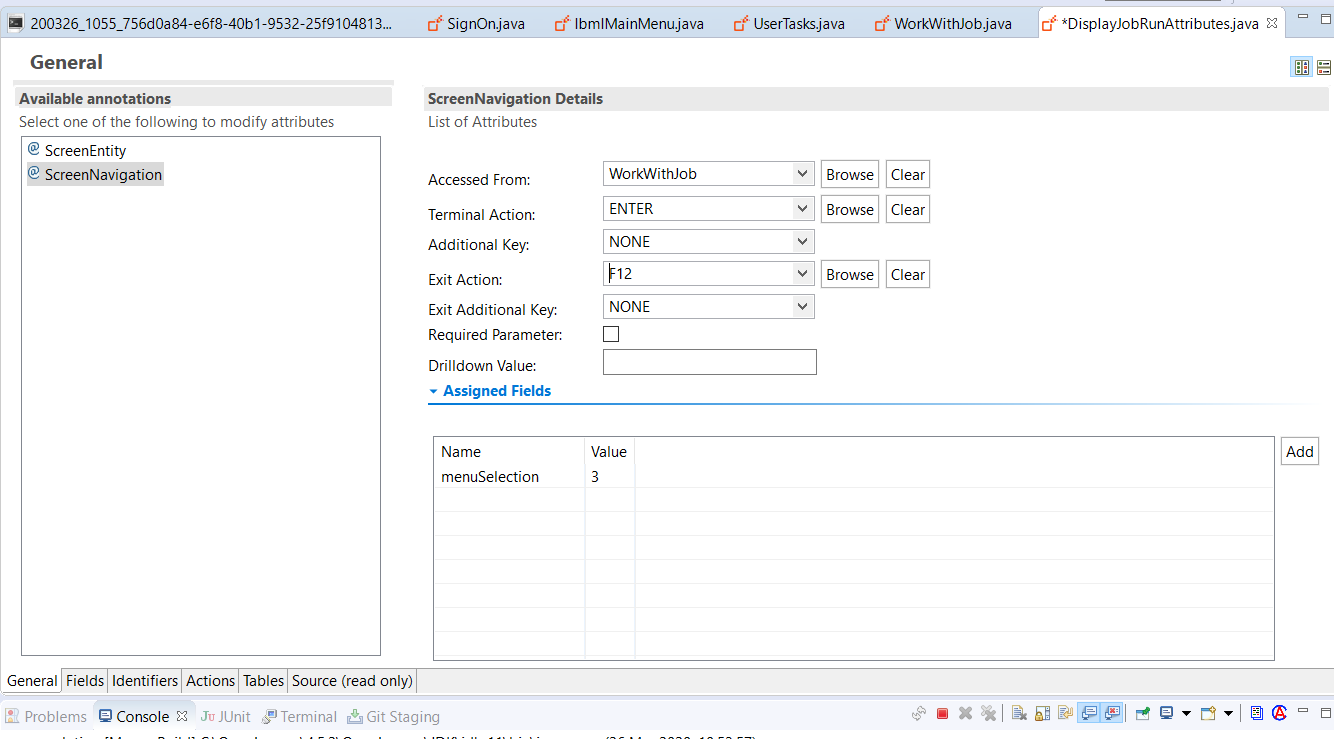 200326_1055_756d0a84-e6f8-40b1-9532-25f9104813... SignOn.java IbmIMainMenu.java UserTasks.java WorkWithJob.java *DisplayJobRunAttributes.java
General
Available annotations
Select one of the following to modify attributes
ScreenEntity
ScreenNavigation
ScreenNavigation Details
List of Attributes
Accessed From: WorkWithJob Browse Clear
Terminal Action: ENTER Browse Clear
Additional Key: NONE
Exit Action: F12 Browse Clear
Exit Additional Key: NONE
Required Parameter:
Drilldown Value:
Assigned Fields
Name Value
menuSelection 3
Add
General Fields Identifiers Actions Tables Source (read only)
Problems Console JUnit Terminal Git Staging